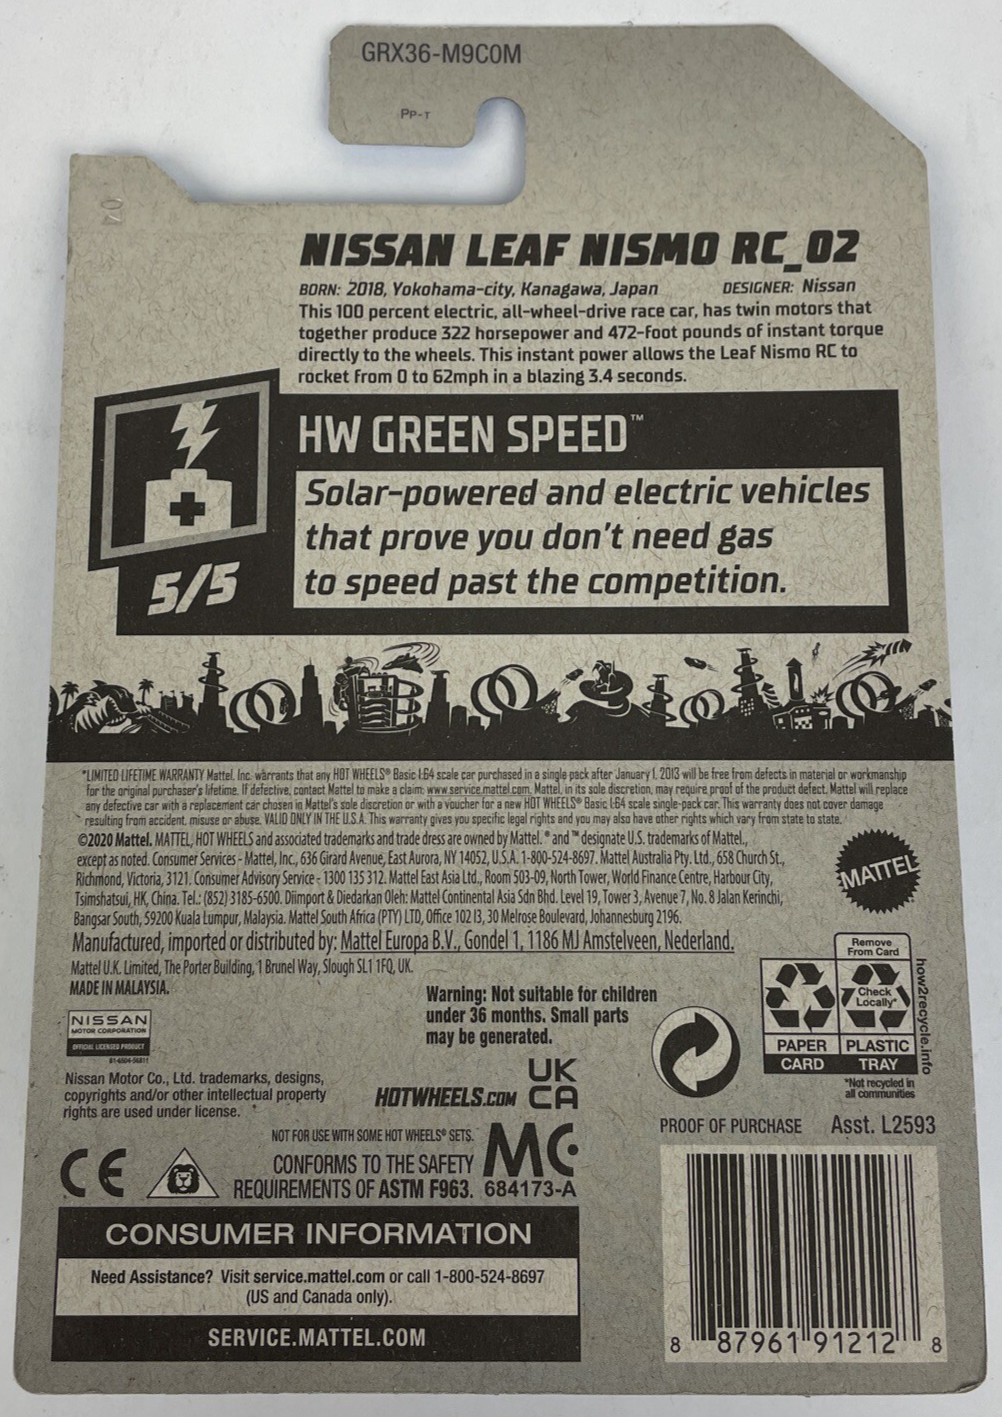 GRX36-M9C0M
PP-T
04
NISSAN LEAF NISMO RC_02
BORN: 2018, Yokohama-city, Kanagawa, Japan DESIGNER: Nissan
This 100 percent electric, all-wheel-drive race car, has twin motors that
together produce 322 horsepower and 472-foot pounds of instant torque
directly to the wheels. This instant power allows the Leaf Nismo RC to
rocket from 0 to 62mph in a blazing 3.4 seconds.
HW GREEN SPEED™
Solar-powered and electric vehicles
that prove you don't need gas
to speed past the competition.
5/5
*LIMITED LIFETIME WARRANTY Mattel, Inc. warrants that any HOT WHEELS® Basic 1:64 scale car purchased in a single pack after January 1, 2013 will be free from defects in material or workmanship
for the original purchaser's lifetime. If defective, contact Mattel to make a claim: www.service.mattel.com. Mattel, in its sole discretion, may require proof of the product defect. Mattel will replace
any defective car with a replacement car chosen in Mattel's sole discretion or with a voucher for a new HOT WHEELS® Basic 1:64 scale single-pack car. This warranty does not cover damage
resulting from accident, misuse or abuse. VALID ONLY IN THE U.S.A. This warranty gives you specific legal rights and you may also have other rights which vary from state to state.
©2020 Mattel. MATTEL, HOT WHEELS and associated trademarks and trade dress are owned by Mattel. ® and ™ designate U.S. trademarks of Mattel,
except as noted. Consumer Services - Mattel, Inc., 636 Girard Avenue, East Aurora, NY 14052, U.S.A. 1-800-524-8697. Mattel Australia Pty. Ltd., 658 Church St.,
Richmond, Victoria, 3121. Consumer Advisory Service - 1300 135 312. Mattel East Asia Ltd., Room 503-09, North Tower, World Finance Centre, Harbour City,
Tsimshatsui, HK, China. Tel.: (852) 3185-6500. Diimport & Diedarkan Oleh: Mattel Continental Asia Sdn Bhd. Level 19, Tower 3, Avenue 7, No. 8 Jalan Kerinchi,
Bangsar South, 59200 Kuala Lumpur, Malaysia. Mattel South Africa (PTY) LTD, Office 102 I3, 30 Melrose Boulevard, Johannesburg 2196.
MATTEL
Manufactured, imported or distributed by: Mattel Europa B.V., Gondel 1, 1186 MJ Amstelveen, Nederland.
Mattel U.K. Limited, The Porter Building, 1 Brunel Way, Slough SL1 1FQ, UK.
MADE IN MALAYSIA.
NISSAN
MOTOR CORPORATION
OFFICIAL LICENSED PRODUCT
Warning: Not suitable for children
under 36 months. Small parts
may be generated.
Remove
From Card
Check
Locally*
PAPER PLASTIC
CARD TRAY
*Not recycled in
all communities
how2recycle.info
Nissan Motor Co., Ltd. trademarks, designs,
copyrights and/or other intellectual property
rights are used under license.
HOTWHEELS.COM
UK
CA
PROOF OF PURCHASE Asst. L2593
NOT FOR USE WITH SOME HOT WHEELS® SETS.
CE
CONFORMS TO THE SAFETY
REQUIREMENTS OF ASTM F963.
MC
684173-A
CONSUMER INFORMATION
Need Assistance? Visit service.mattel.com or call 1-800-524-8697
(US and Canada only).
SERVICE.MATTEL.COM
8 87961 91212 8